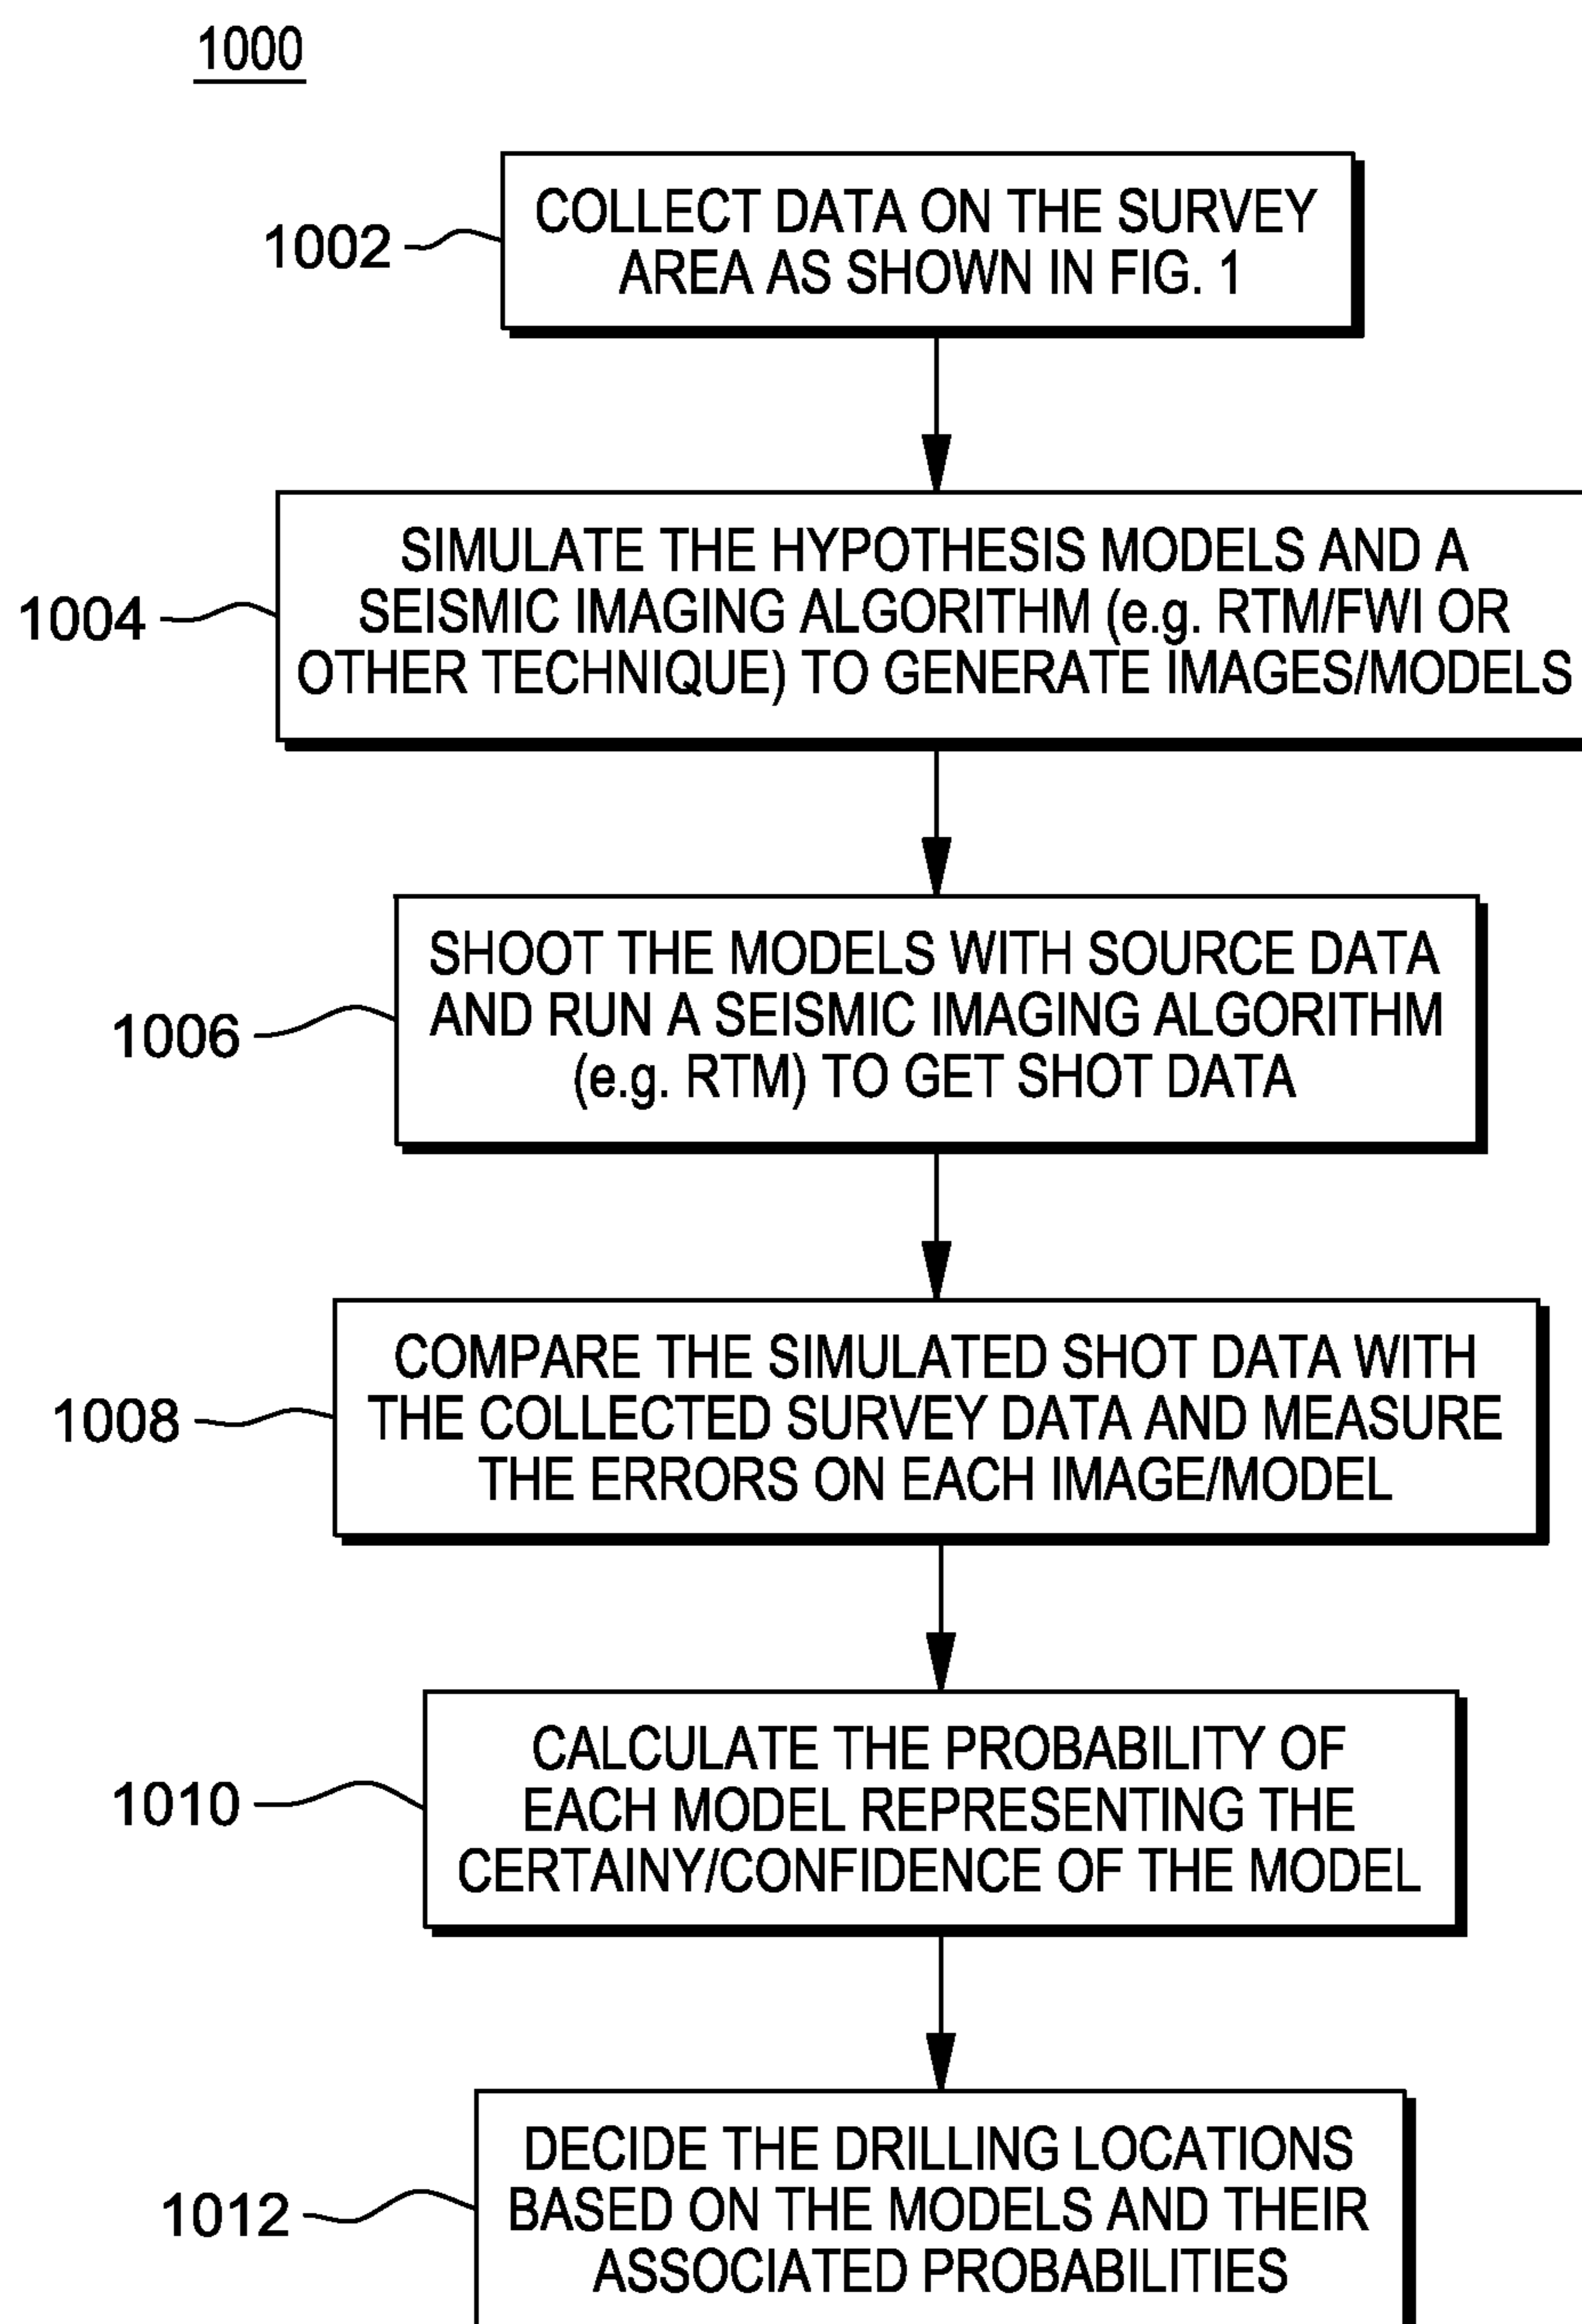 1000
1002
COLLECT DATA ON THE SURVEY
AREA AS SHOWN IN FIG. 1
1004
SIMULATE THE HYPOTHESIS MODELS AND A
SEISMIC IMAGING ALGORITHM (e.g. RTM/FWI OR
OTHER TECHNIQUE) TO GENERATE IMAGES/MODELS
1006
SHOOT THE MODELS WITH SOURCE DATA
AND RUN A SEISMIC IMAGING ALGORITHM
(e.g. RTM) TO GET SHOT DATA
1008
COMPARE THE SIMULATED SHOT DATA WITH
THE COLLECTED SURVEY DATA AND MEASURE
THE ERRORS ON EACH IMAGE/MODEL
1010
CALCULATE THE PROBABILITY OF
EACH MODEL REPRESENTING THE
CERTAINY/CONFIDENCE OF THE MODEL
1012
DECIDE THE DRILLING LOCATIONS
BASED ON THE MODELS AND THEIR
ASSOCIATED PROBABILITIES